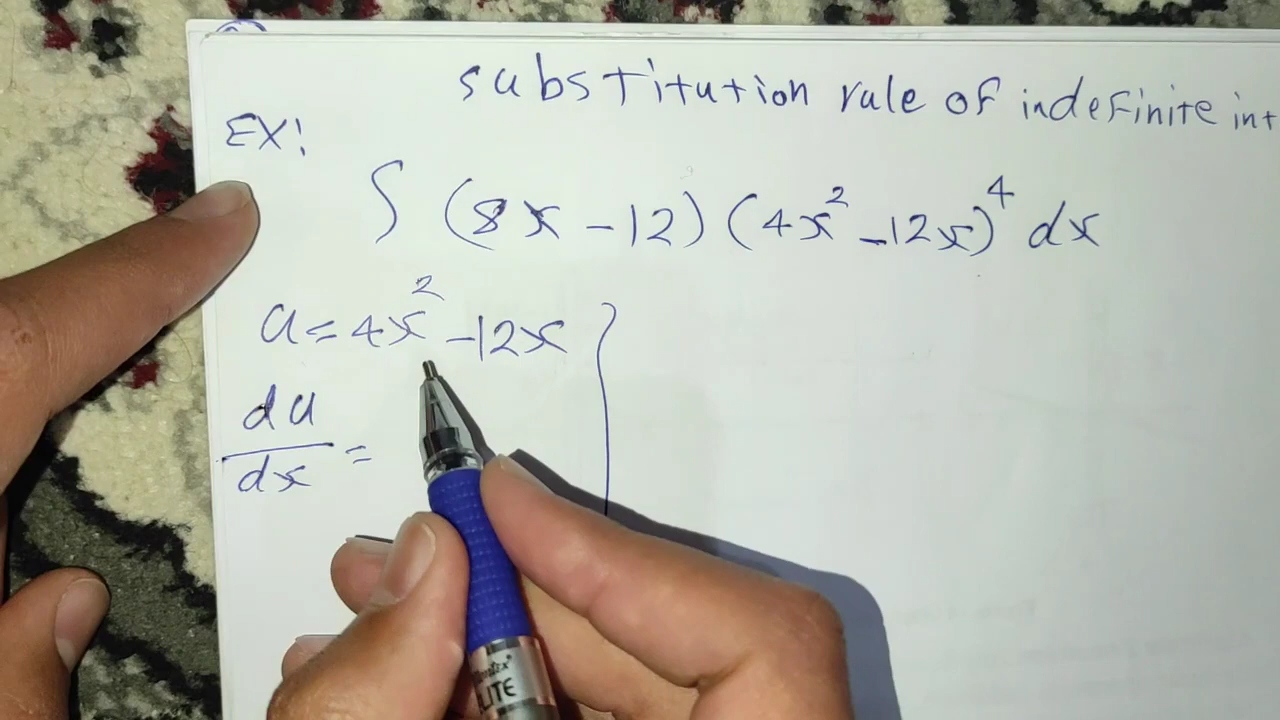 substitution rule of indefinite int
EX!
∫ (8x - 12) (4x² - 12x)⁴ dx
u = 4x² - 12x
du/dx =
LITE